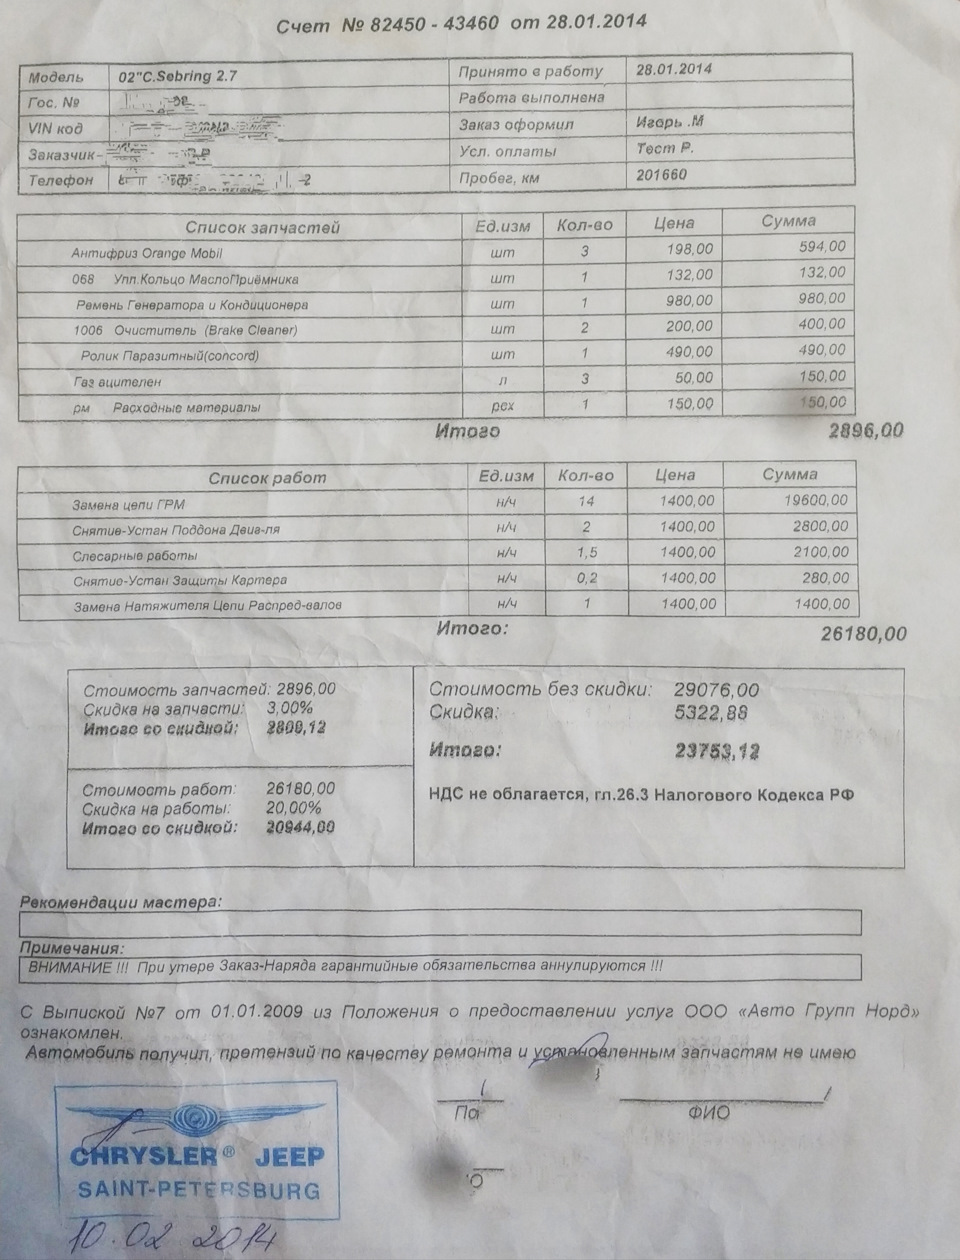 Счет № 82450 - 43460 от 28.01.2014
Модель 02"C.Sebring 2.7 Принято в работу 28.01.2014
Гос. № Работа выполнена
VIN код Заказ оформил Игорь .М
Заказчик Усл. оплаты Тест Р.
Телефон Пробег, км 201660
Список запчастей Ед.изм Кол-во Цена Сумма
Антифриз Orange Mobil шт 3 198,00 594,00
068 Упл.Кольцо МаслоПриёмника шт 1 132,00 132,00
Ремень Генератора и Кондиционера шт 1 980,00 980,00
1006 Очиститель (Brake Cleaner) шт 2 200,00 400,00
Ролик Паразитный(concord) шт 1 490,00 490,00
Газ ацителен л 3 50,00 150,00
рм Расходные материалы рех 1 150,00 150,00
Итого 2896,00
Список работ Ед.изм Кол-во Цена Сумма
Замена цепи ГРМ н/ч 14 1400,00 19600,00
Снятие-Устан Поддона Двиг-ля н/ч 2 1400,00 2800,00
Слесарные работы н/ч 1,5 1400,00 2100,00
Снятие-Устан Защиты Картера н/ч 0,2 1400,00 280,00
Замена Натяжителя Цепи Распред-валов н/ч 1 1400,00 1400,00
Итого: 26180,00
Стоимость запчастей: 2896,00
Скидка на запчасти: 3,00%
Итого со скидкой: 2809,12
Стоимость работ: 26180,00
Скидка на работы: 20,00%
Итого со скидкой: 20944,00
Стоимость без скидки: 29076,00
Скидка: 5322,88
Итого: 23753,12
НДС не облагается, гл.26.3 Налогового Кодекса РФ
Рекомендации мастера:
Примечания:
ВНИМАНИЕ !!! При утере Заказ-Наряда гарантийные обязательства аннулируются !!!
С Выпиской №7 от 01.01.2009 из Положения о предоставлении услуг ООО «Авто Групп Норд»
ознакомлен.
Автомобиль получил, претензий по качеству ремонта и установленным запчастям не имею
ФИО
CHRYSLER® JEEP
SAINT-PETERSBURG
10.02 2014